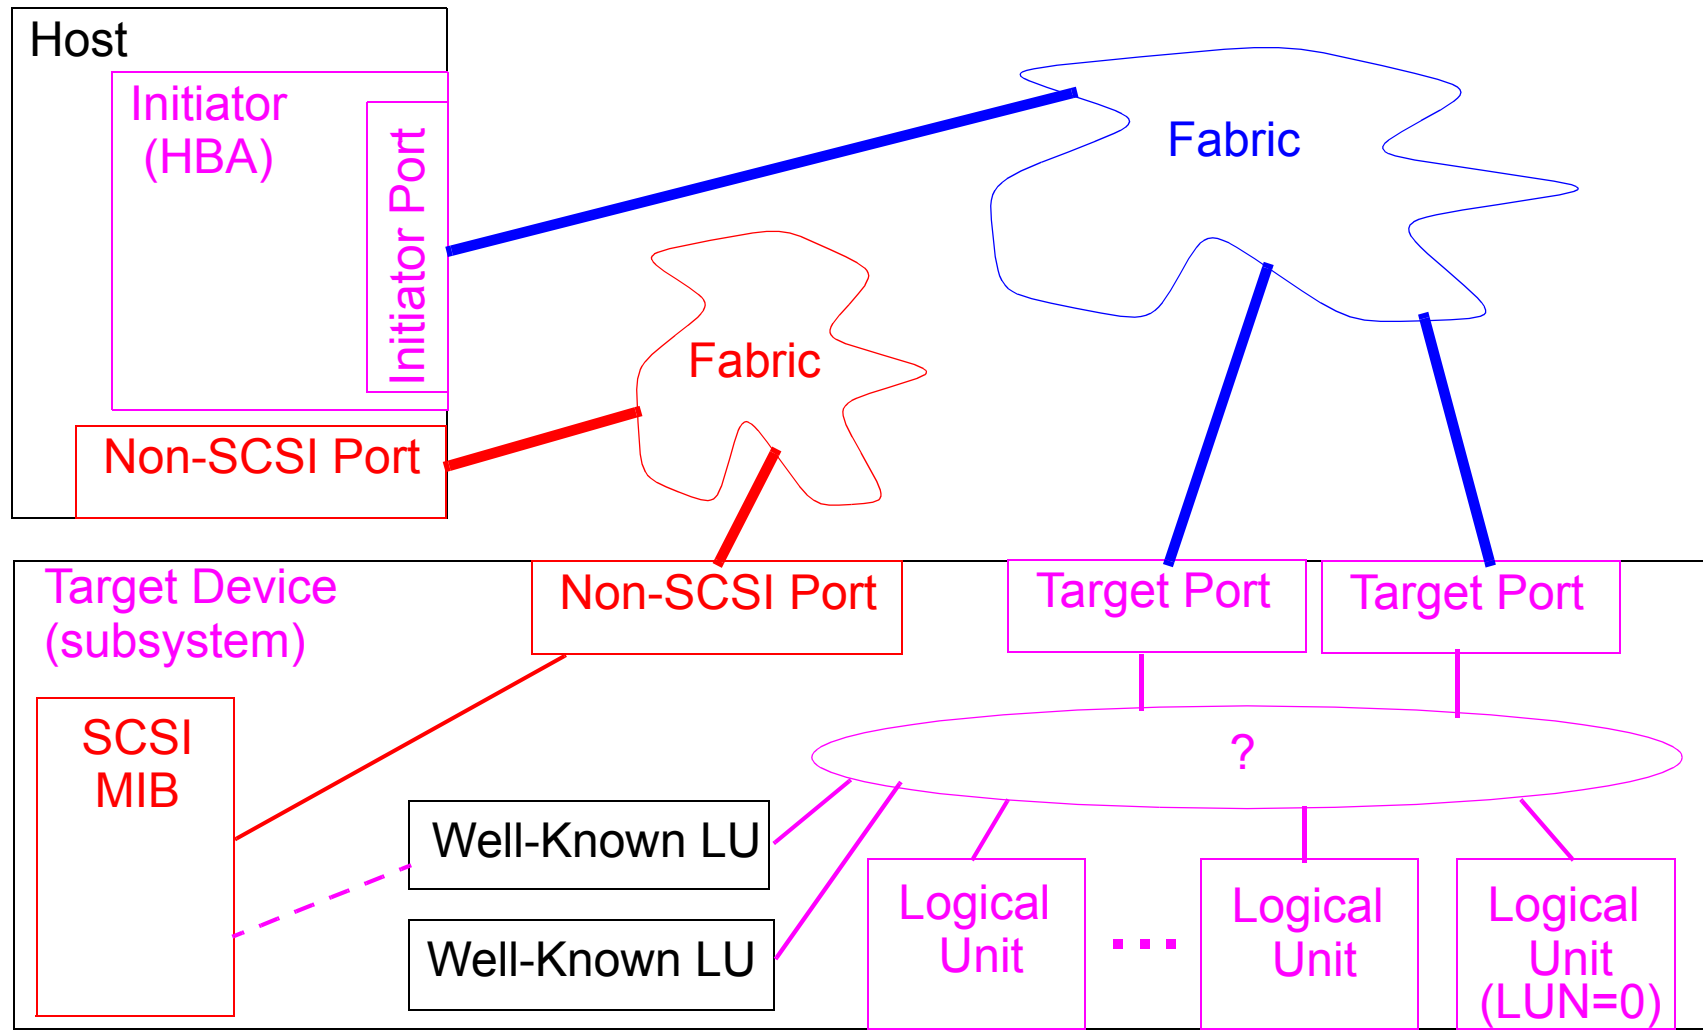 Host
Initiator
(HBA)
Initiator Port
Fabric
Fabric
Non-SCSI Port
Target Device
(subsystem)
Non-SCSI Port
Target Port
Target Port
SCSI
MIB
?
Well-Known LU
Well-Known LU
Logical
Unit
...
Logical
Unit
Logical
Unit
(LUN=0)